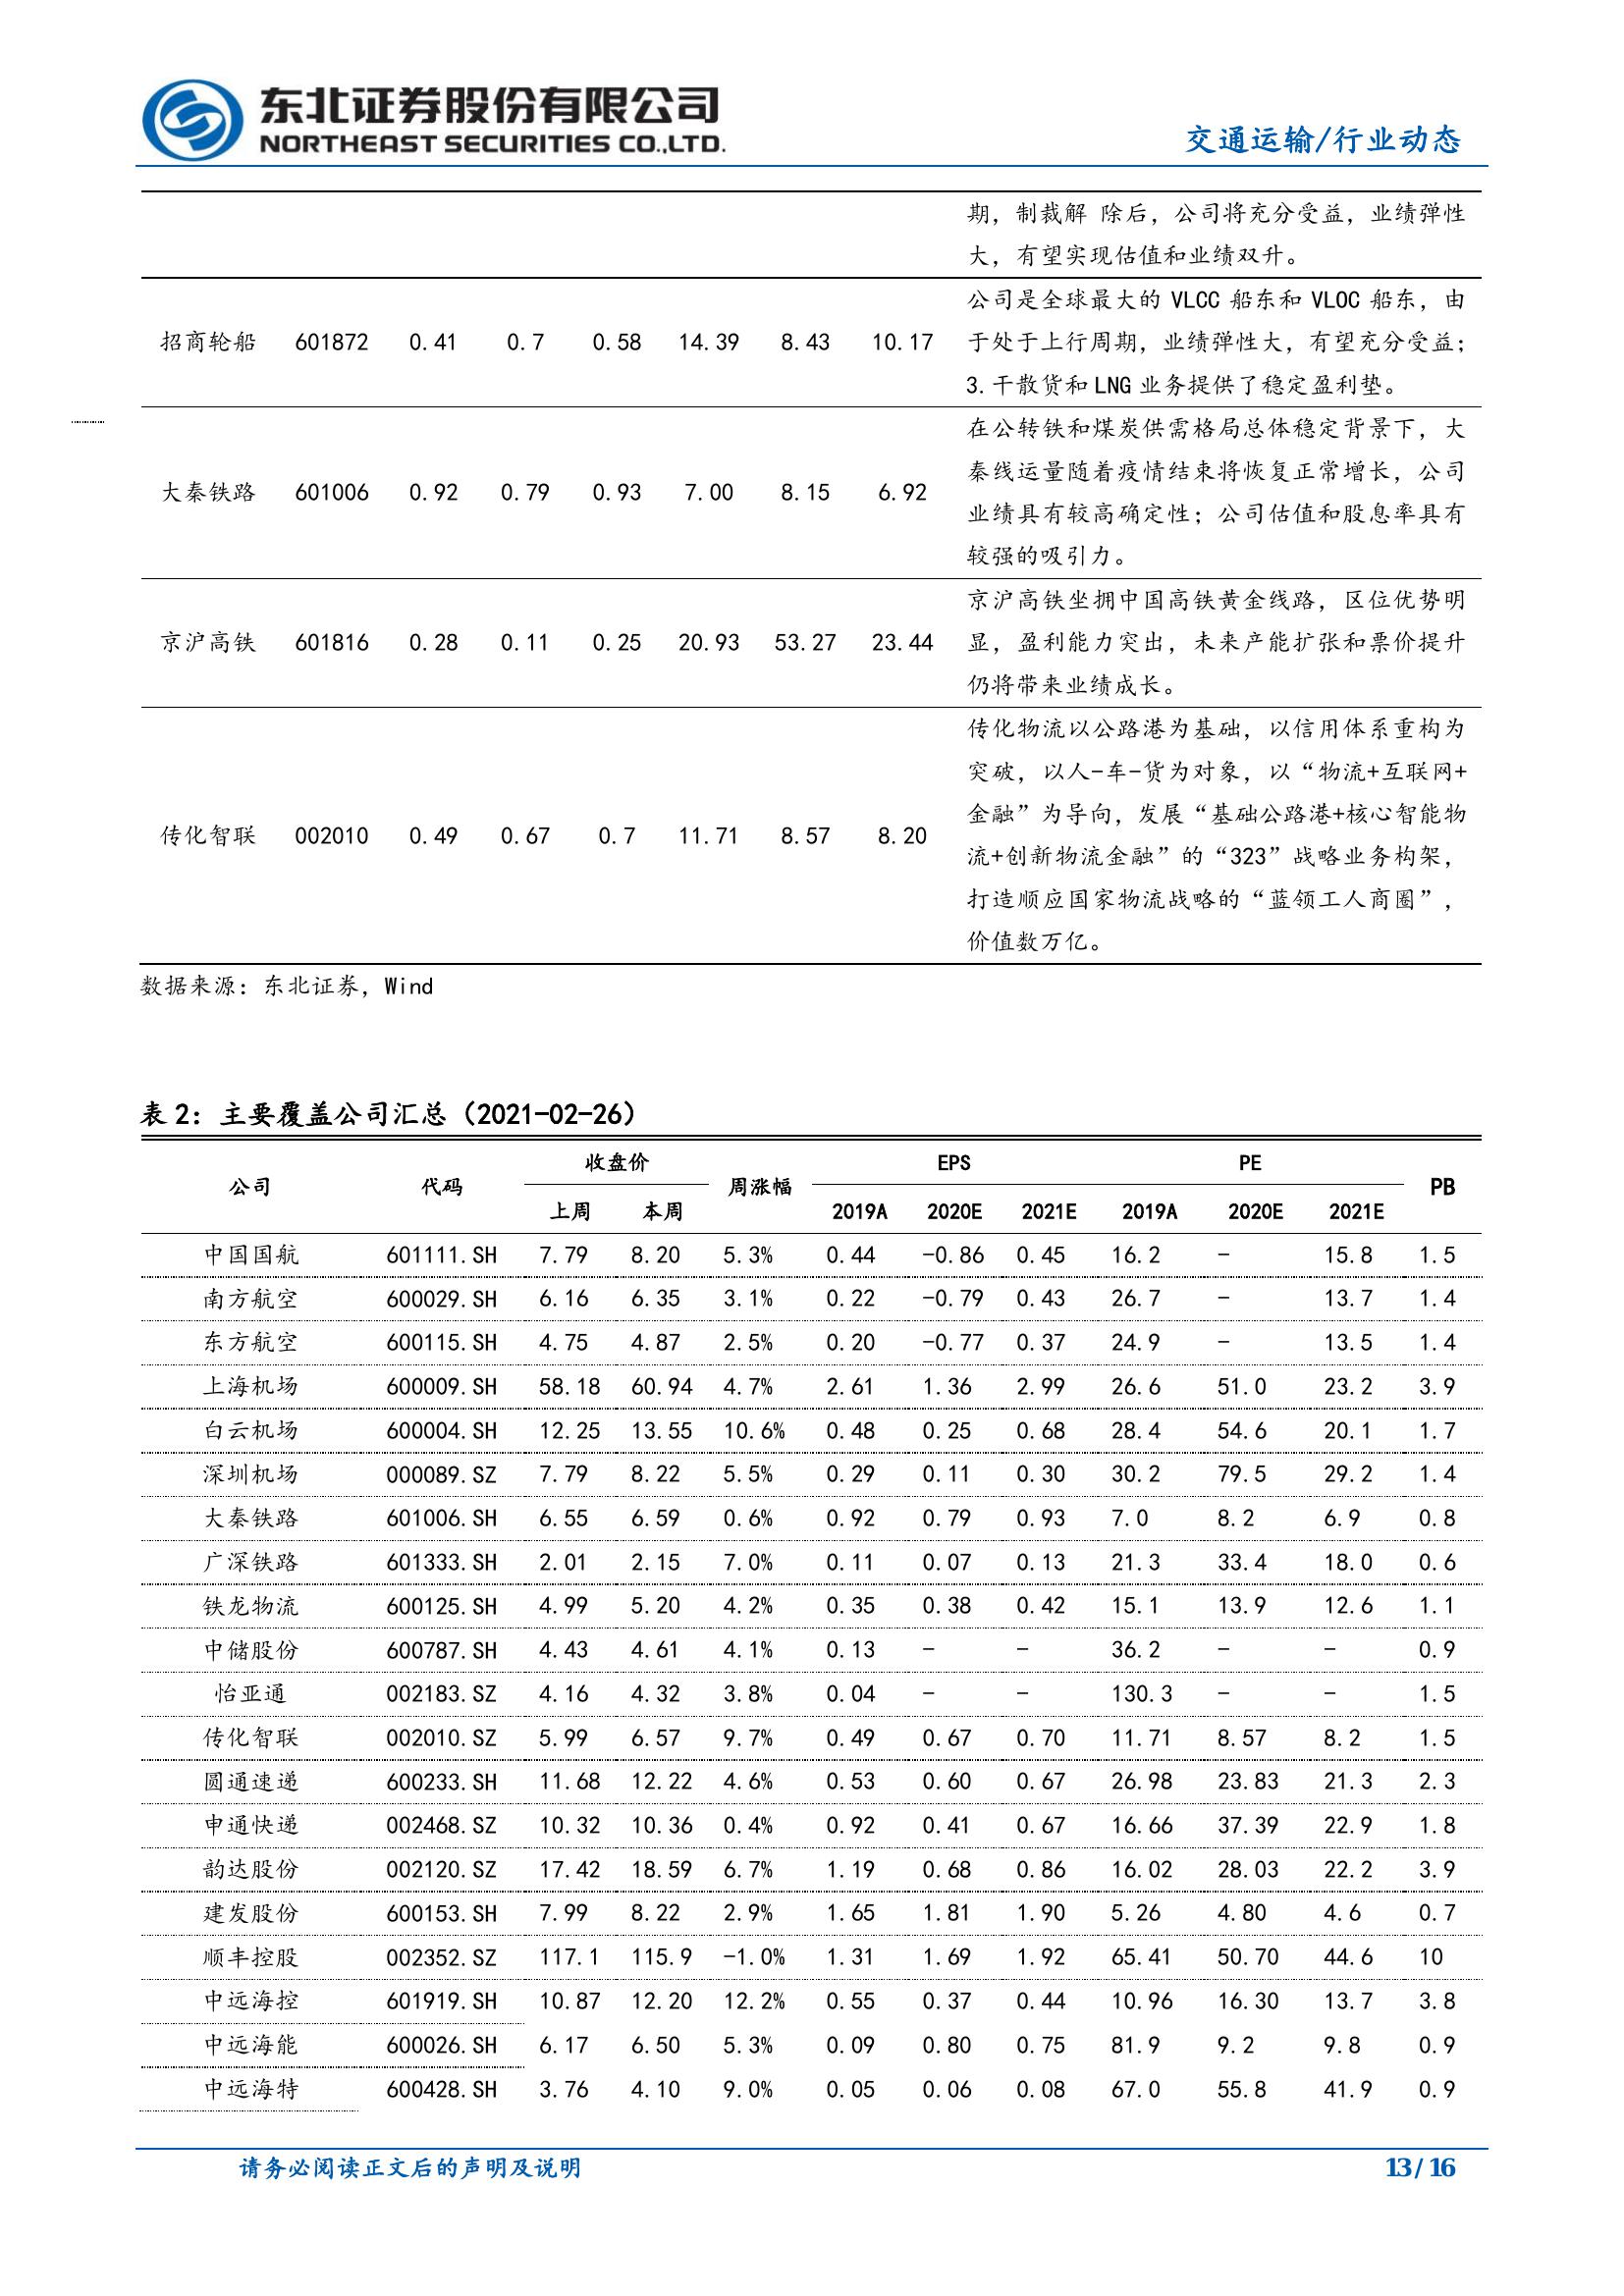 东北证券股份有限公司
NORTHEAST SECURITIES CO.,LTD.
交通运输/行业动态
期，制裁解 除后，公司将充分受益，业绩弹性
大，有望实现估值和业绩双升。
招商轮船 601872 0.41 0.7 0.58 14.39 8.43 10.17
公司是全球最大的 VLCC 船东和 VLOC 船东，由
于处于上行周期，业绩弹性大，有望充分受益；
3.干散货和 LNG 业务提供了稳定盈利垫。
大秦铁路 601006 0.92 0.79 0.93 7.00 8.15 6.92
在公转铁和煤炭供需格局总体稳定背景下，大
秦线运量随着疫情结束将恢复正常增长，公司
业绩具有较高确定性；公司估值和股息率具有
较强的吸引力。
京沪高铁 601816 0.28 0.11 0.25 20.93 53.27 23.44
京沪高铁坐拥中国高铁黄金线路，区位优势明
显，盈利能力突出，未来产能扩张和票价提升
仍将带来业绩成长。
传化智联 002010 0.49 0.67 0.7 11.71 8.57 8.20
传化物流以公路港为基础，以信用体系重构为
突破，以人-车-货为对象，以“物流+互联网+
金融”为导向，发展“基础公路港+核心智能物
流+创新物流金融”的“323”战略业务构架，
打造顺应国家物流战略的“蓝领工人商圈”，
价值数万亿。
数据来源：东北证券，Wind
表 2：主要覆盖公司汇总（2021-02-26）
公司 代码 收盘价 周涨幅 EPS PE PB
上周 本周 2019A 2020E 2021E 2019A 2020E 2021E
中国国航 601111.SH 7.79 8.20 5.3% 0.44 -0.86 0.45 16.2 - 15.8 1.5
南方航空 600029.SH 6.16 6.35 3.1% 0.22 -0.79 0.43 26.7 - 13.7 1.4
东方航空 600115.SH 4.75 4.87 2.5% 0.20 -0.77 0.37 24.9 - 13.5 1.4
上海机场 600009.SH 58.18 60.94 4.7% 2.61 1.36 2.99 26.6 51.0 23.2 3.9
白云机场 600004.SH 12.25 13.55 10.6% 0.48 0.25 0.68 28.4 54.6 20.1 1.7
深圳机场 000089.SZ 7.79 8.22 5.5% 0.29 0.11 0.30 30.2 79.5 29.2 1.4
大秦铁路 601006.SH 6.55 6.59 0.6% 0.92 0.79 0.93 7.0 8.2 6.9 0.8
广深铁路 601333.SH 2.01 2.15 7.0% 0.11 0.07 0.13 21.3 33.4 18.0 0.6
铁龙物流 600125.SH 4.99 5.20 4.2% 0.35 0.38 0.42 15.1 13.9 12.6 1.1
中储股份 600787.SH 4.43 4.61 4.1% 0.13 - - 36.2 - - 0.9
怡亚通 002183.SZ 4.16 4.32 3.8% 0.04 - - 130.3 - - 1.5
传化智联 002010.SZ 5.99 6.57 9.7% 0.49 0.67 0.70 11.71 8.57 8.2 1.5
圆通速递 600233.SH 11.68 12.22 4.6% 0.53 0.60 0.67 26.98 23.83 21.3 2.3
申通快递 002468.SZ 10.32 10.36 0.4% 0.92 0.41 0.67 16.66 37.39 22.9 1.8
韵达股份 002120.SZ 17.42 18.59 6.7% 1.19 0.68 0.86 16.02 28.03 22.2 3.9
建发股份 600153.SH 7.99 8.22 2.9% 1.65 1.81 1.90 5.26 4.80 4.6 0.7
顺丰控股 002352.SZ 117.1 115.9 -1.0% 1.31 1.69 1.92 65.41 50.70 44.6 10
中远海控 601919.SH 10.87 12.20 12.2% 0.55 0.37 0.44 10.96 16.30 13.7 3.8
中远海能 600026.SH 6.17 6.50 5.3% 0.09 0.80 0.75 81.9 9.2 9.8 0.9
中远海特 600428.SH 3.76 4.10 9.0% 0.05 0.06 0.08 67.0 55.8 41.9 0.9
请务必阅读正文后的声明及说明
13 / 16